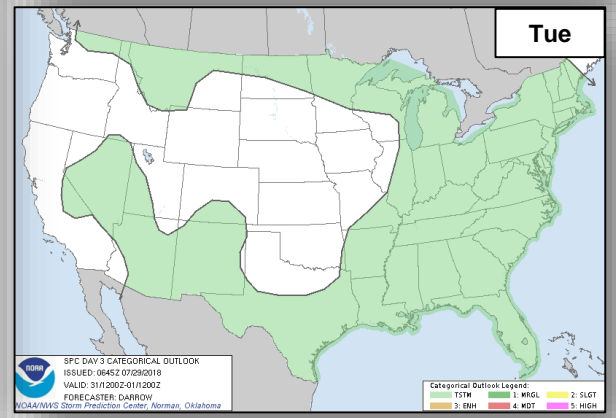 Tue
NOAA
SPC DAY 3 CATEGORICAL OUTLOOK
ISSUED: 0645Z 07/29/2018
VALID: 31/1200Z-01/1200Z
FORECASTER: DARROW
NOAA/NWS Storm Prediction Center, Norman, Oklahoma
Categorical Outlook Legend:
TSTM 1: MRGL 2: SLGT
3: ENH 4: MDT 5: HIGH